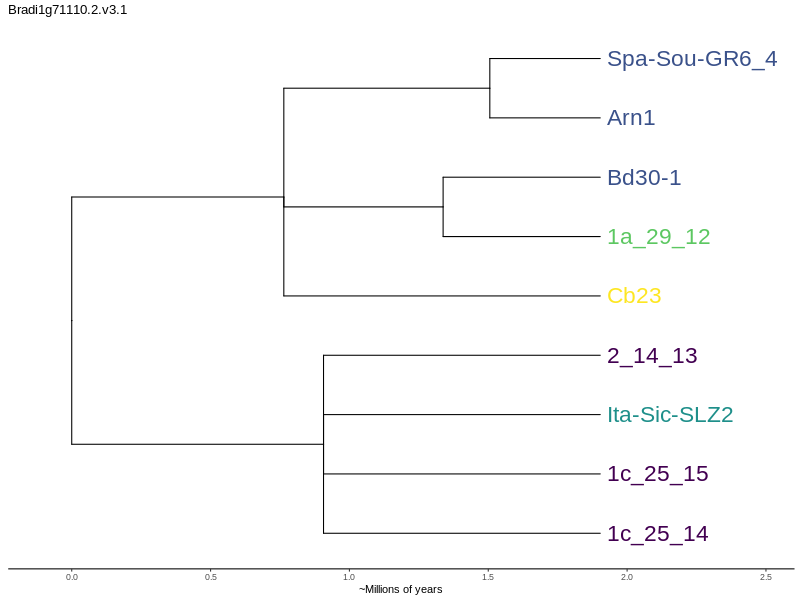 Bradi1g71110.2.v3.1
Spa-Sou-GR6_4
Arn1
Bd30-1
1a_29_12
Cb23
2_14_13
Ita-Sic-SLZ2
1c_25_15
1c_25_14
0.0 0.5 1.0 1.5 2.0 2.5
~Millions of years